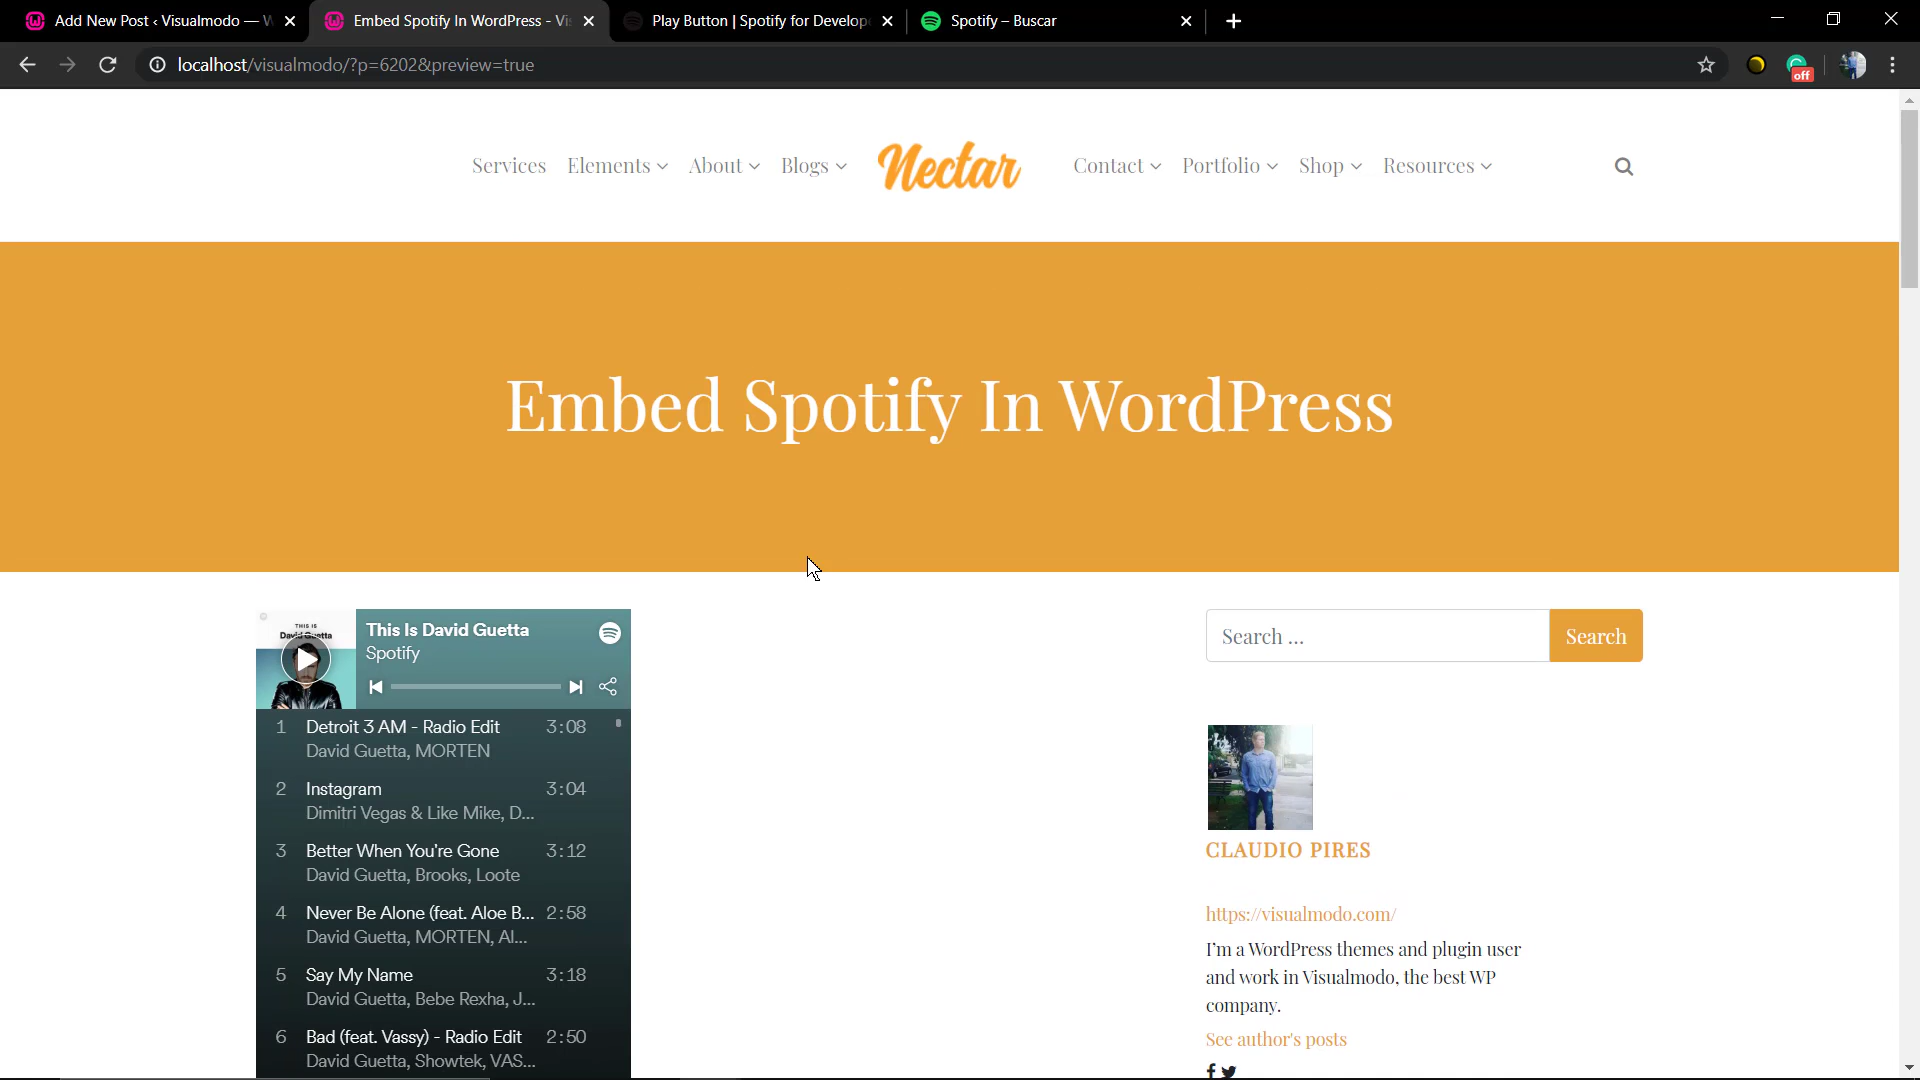 Add New Post ‹ Visualmodo — W
Embed Spotify In WordPress - Vi
Play Button | Spotify for Develop
Spotify – Buscar
localhost/visualmodo/?p=6202&preview=true
off
Services
Elements
About
Blogs
Nectar
Contact
Portfolio
Shop
Resources
Embed Spotify In WordPress
THIS IS
David Guetta
This Is David Guetta
Spotify
1 Detroit 3 AM - Radio Edit 3:08
David Guetta, MORTEN
2 Instagram 3:04
Dimitri Vegas & Like Mike, D...
3 Better When You're Gone 3:12
David Guetta, Brooks, Loote
4 Never Be Alone (feat. Aloe B... 2:58
David Guetta, MORTEN, Al...
5 Say My Name 3:18
David Guetta, Bebe Rexha, J...
6 Bad (feat. Vassy) - Radio Edit 2:50
David Guetta, Showtek, VAS...
Search ...
Search
CLAUDIO PIRES
https://visualmodo.com/
I'm a WordPress themes and plugin user
and work in Visualmodo, the best WP
company.
See author's posts